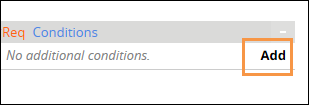 Req Conditions –
No additional conditions. Add